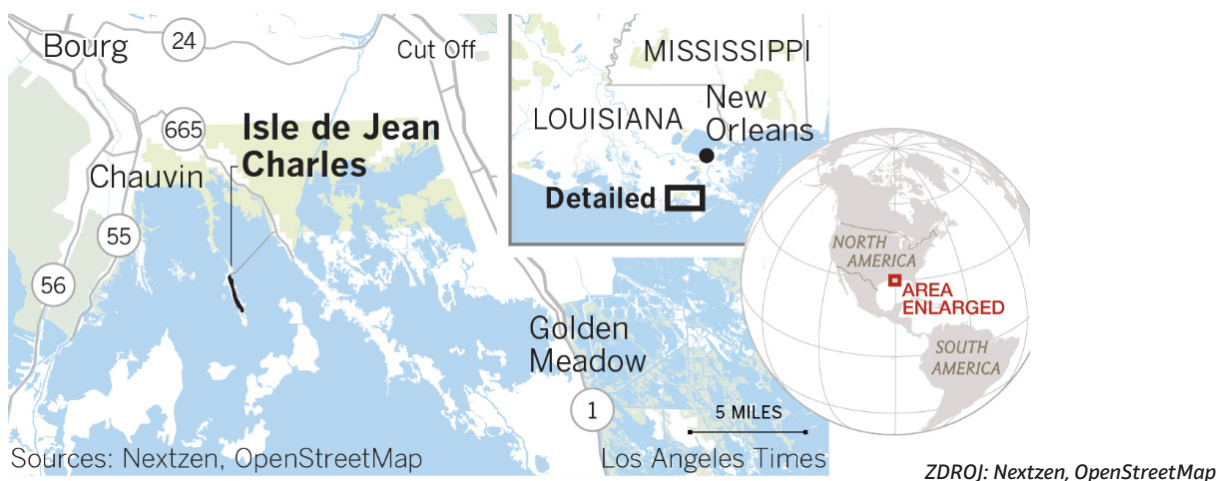 Bourg
24
Cut Off
665
Isle de Jean
Charles
Chauvin
55
56
Golden
Meadow
1
5 MILES
Sources: Nextzen, OpenStreetMap
Los Angeles Times
MISSISSIPPI
LOUISIANA
New
Orleans
Detailed
NORTH
AMERICA
AREA
ENLARGED
SOUTH
AMERICA
ZDROJ: Nextzen, OpenStreetMap